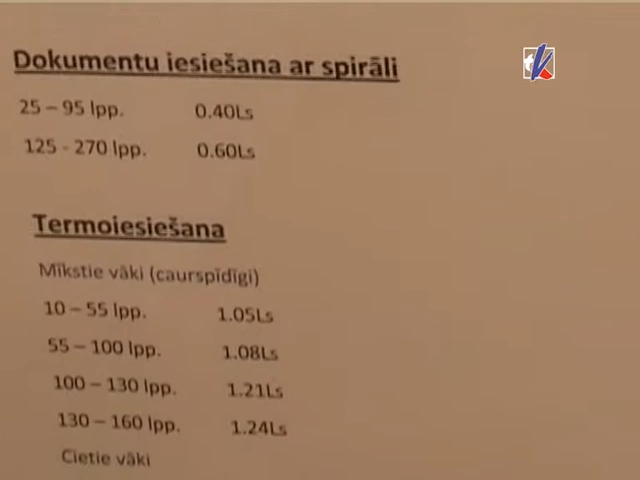 Dokumentu iesiešana ar spirāli
25 – 95 lpp. 0.40Ls
125 - 270 lpp. 0.60Ls
Termoiesiešana
Mīkstie vāki (caurspīdīgi)
10 – 55 lpp. 1.05Ls
55 – 100 lpp. 1.08Ls
100 – 130 lpp. 1.21Ls
130 – 160 lpp. 1.24Ls
Cietie vāki